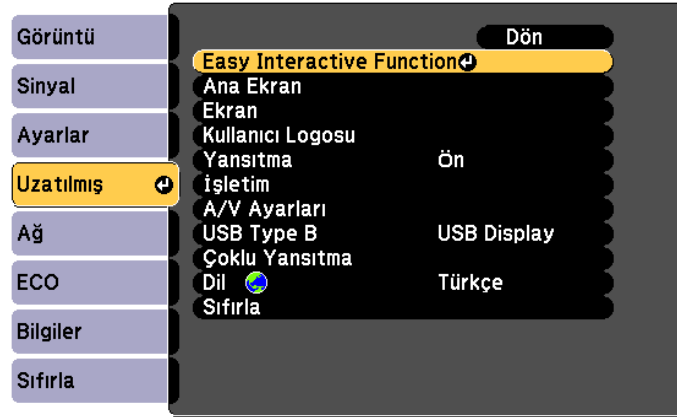 Görüntü
Sinyal
Ayarlar
Uzatılmış
Ağ
ECO
Bilgiler
Sıfırla
Dön
Easy Interactive Function
Ana Ekran
Ekran
Kullanıcı Logosu
Yansıtma Ön
İşletim
A/V Ayarları
USB Type B USB Display
Çoklu Yansıtma
Dil Türkçe
Sıfırla